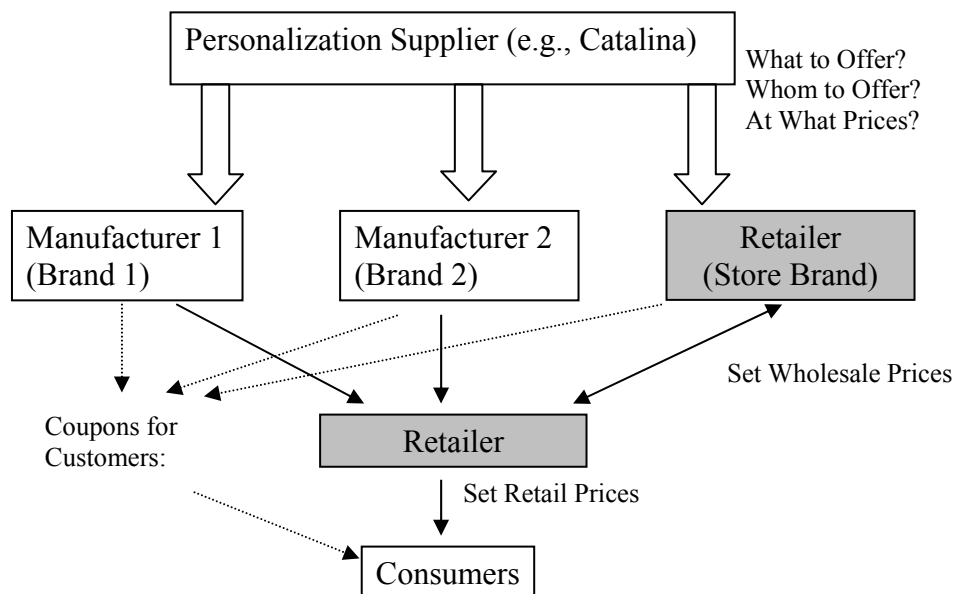 Personalization Supplier (e.g., Catalina)
What to Offer?
Whom to Offer?
At What Prices?
Manufacturer 1
(Brand 1)
Manufacturer 2
(Brand 2)
Retailer
(Store Brand)
Set Wholesale Prices
Coupons for
Customers:
Retailer
Set Retail Prices
Consumers